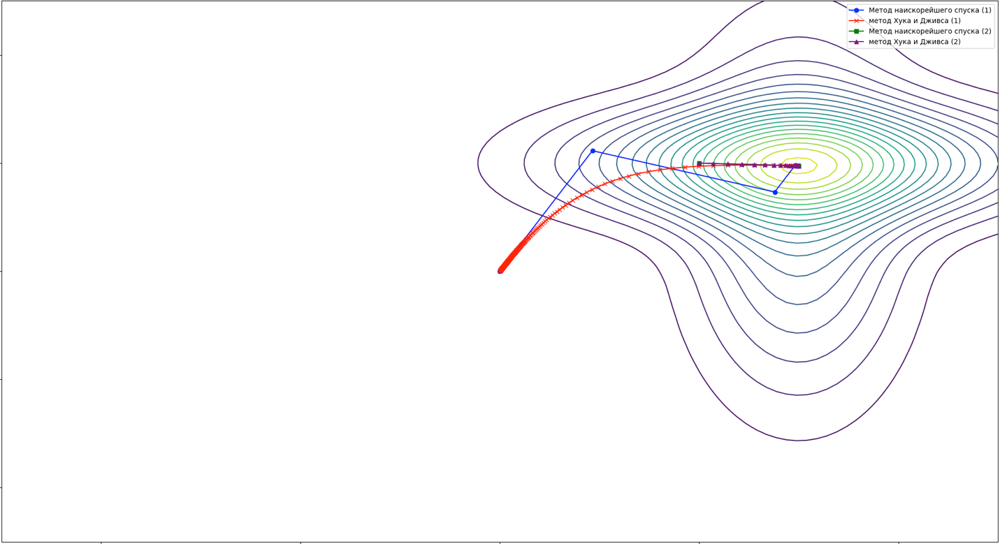 Метод наискорейшего спуска (1)
метод Хука и Дживса (1)
Метод наискорейшего спуска (2)
метод Хука и Дживса (2)